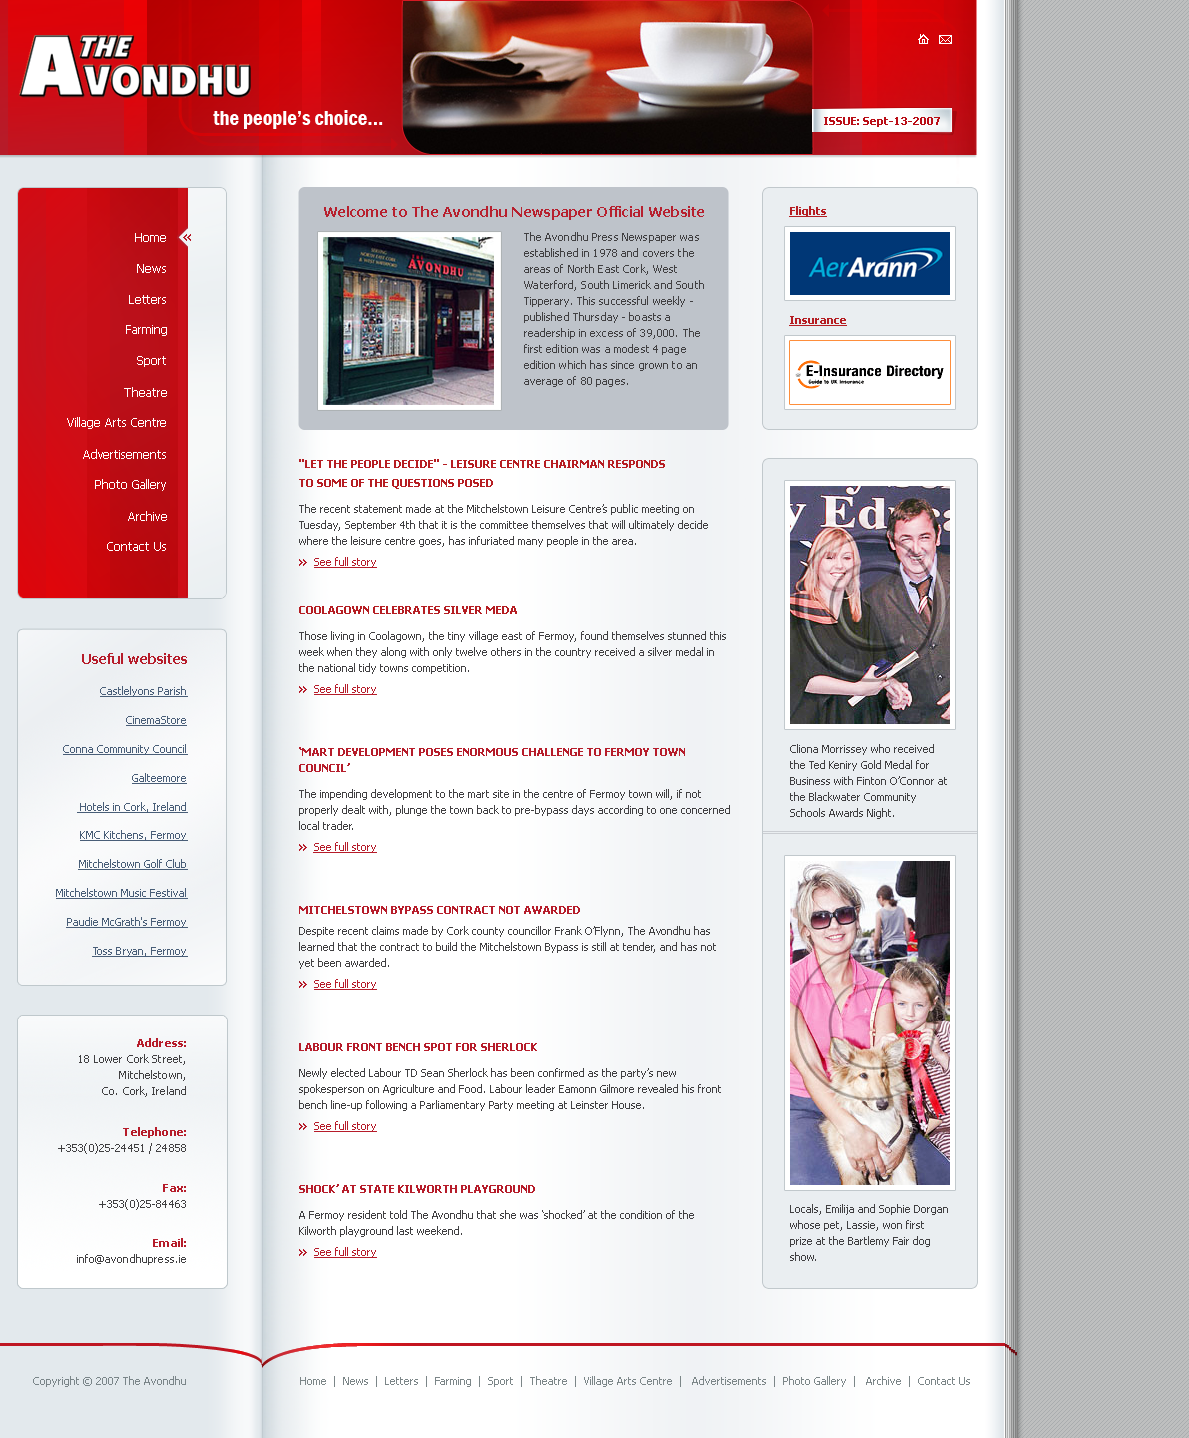 THE
AVONDHU
the people's choice...
ISSUE: Sept-13-2007
Home
News
Letters
Farming
Sport
Theatre
Village Arts Centre
Advertisements
Photo Gallery
Archive
Contact Us
Useful websites
Castlelyons Parish
CinemaStore
Conna Community Council
Galteemore
Hotels in Cork, Ireland
KMC Kitchens, Fermoy
Mitchelstown Golf Club
Mitchelstown Music Festival
Paudie McGrath's Fermoy
Toss Bryan, Fermoy
Address:
18 Lower Cork Street,
Mitchelstown,
Co. Cork, Ireland
Telephone:
+353(0)25-24451 / 24858
Fax:
+353(0)25-84463
Email:
info@avondhupress.ie
Welcome to The Avondhu Newspaper Official Website
AVONDHU
The Avondhu Press Newspaper was
established in 1978 and covers the
areas of North East Cork, West
Waterford, South Limerick and South
Tipperary. This successful weekly -
published Thursday - boasts a
readership in excess of 39,000. The
first edition was a modest 4 page
edition which has since grown to an
average of 80 pages.
"LET THE PEOPLE DECIDE" - LEISURE CENTRE CHAIRMAN RESPONDS
TO SOME OF THE QUESTIONS POSED
The recent statement made at the Mitchelstown Leisure Centre's public meeting on
Tuesday, September 4th that it is the committee themselves that will ultimately decide
where the leisure centre goes, has infuriated many people in the area.
See full story
COOLAGOWN CELEBRATES SILVER MEDA
Those living in Coolagown, the tiny village east of Fermoy, found themselves stunned this
week when they along with only twelve others in the country received a silver medal in
the national tidy towns competition.
See full story
'MART DEVELOPMENT POSES ENORMOUS CHALLENGE TO FERMOY TOWN
COUNCIL'
The impending development to the mart site in the centre of Fermoy town will, if not
properly dealt with, plunge the town back to pre-bypass days according to one concerned
local trader.
See full story
MITCHELSTOWN BYPASS CONTRACT NOT AWARDED
Despite recent claims made by Cork county councillor Frank O'Flynn, The Avondhu has
learned that the contract to build the Mitchelstown Bypass is still at tender, and has not
yet been awarded.
See full story
LABOUR FRONT BENCH SPOT FOR SHERLOCK
Newly elected Labour TD Sean Sherlock has been confirmed as the party's new
spokesperson on Agriculture and Food. Labour leader Eamonn Gilmore revealed his front
bench line-up following a Parliamentary Party meeting at Leinster House.
See full story
SHOCK' AT STATE KILWORTH PLAYGROUND
A Fermoy resident told The Avondhu that she was 'shocked' at the condition of the
Kilworth playground last weekend.
See full story
Flights
AerArann
Insurance
E-Insurance Directory
Guide to UK Insurance
Cliona Morrissey who received
the Ted Keniry Gold Medal for
Business with Finton O'Connor at
the Blackwater Community
Schools Awards Night.
Locals, Emilija and Sophie Dorgan
whose pet, Lassie, won first
prize at the Bartlemy Fair dog
show.
Copyright © 2007 The Avondhu
Home | News | Letters | Farming | Sport | Theatre | Village Arts Centre | Advertisements | Photo Gallery | Archive | Contact Us